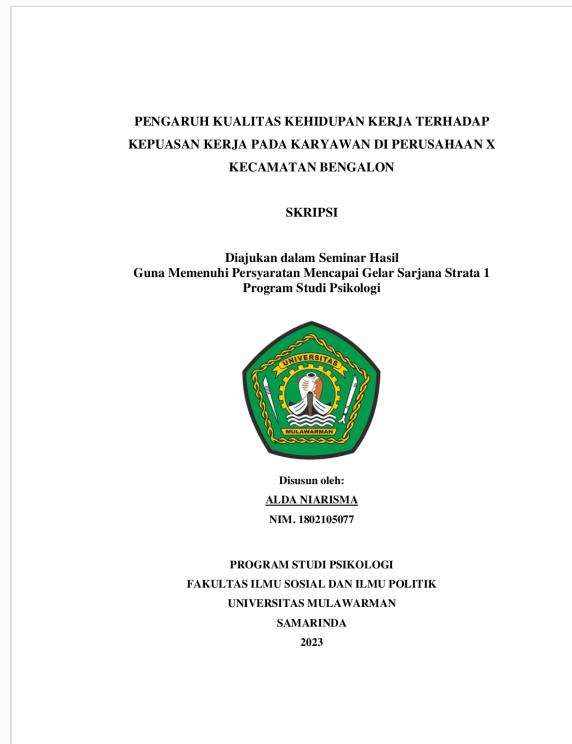 PENGARUH KUALITAS KEHIDUPAN KERJA TERHADAP
KEPUASAN KERJA PADA KARYAWAN DI PERUSAHAAN X
KECAMATAN BENGALON
SKRIPSI
Diajukan dalam Seminar Hasil
Guna Memenuhi Persyaratan Mencapai Gelar Sarjana Strata 1
Program Studi Psikologi
UNIVERSITAS
MULAWARMAN
Disusun oleh:
ALDA NIARISMA
NIM. 1802105077
PROGRAM STUDI PSIKOLOGI
FAKULTAS ILMU SOSIAL DAN ILMU POLITIK
UNIVERSITAS MULAWARMAN
SAMARINDA
2023